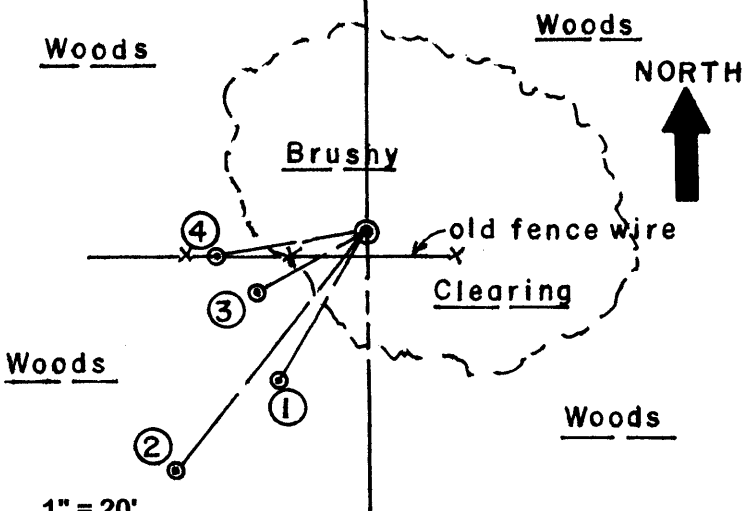 Woods
Woods
NORTH
Brushy
4
old fence wire
3
Clearing
Woods
1
Woods
2
1" = 20'